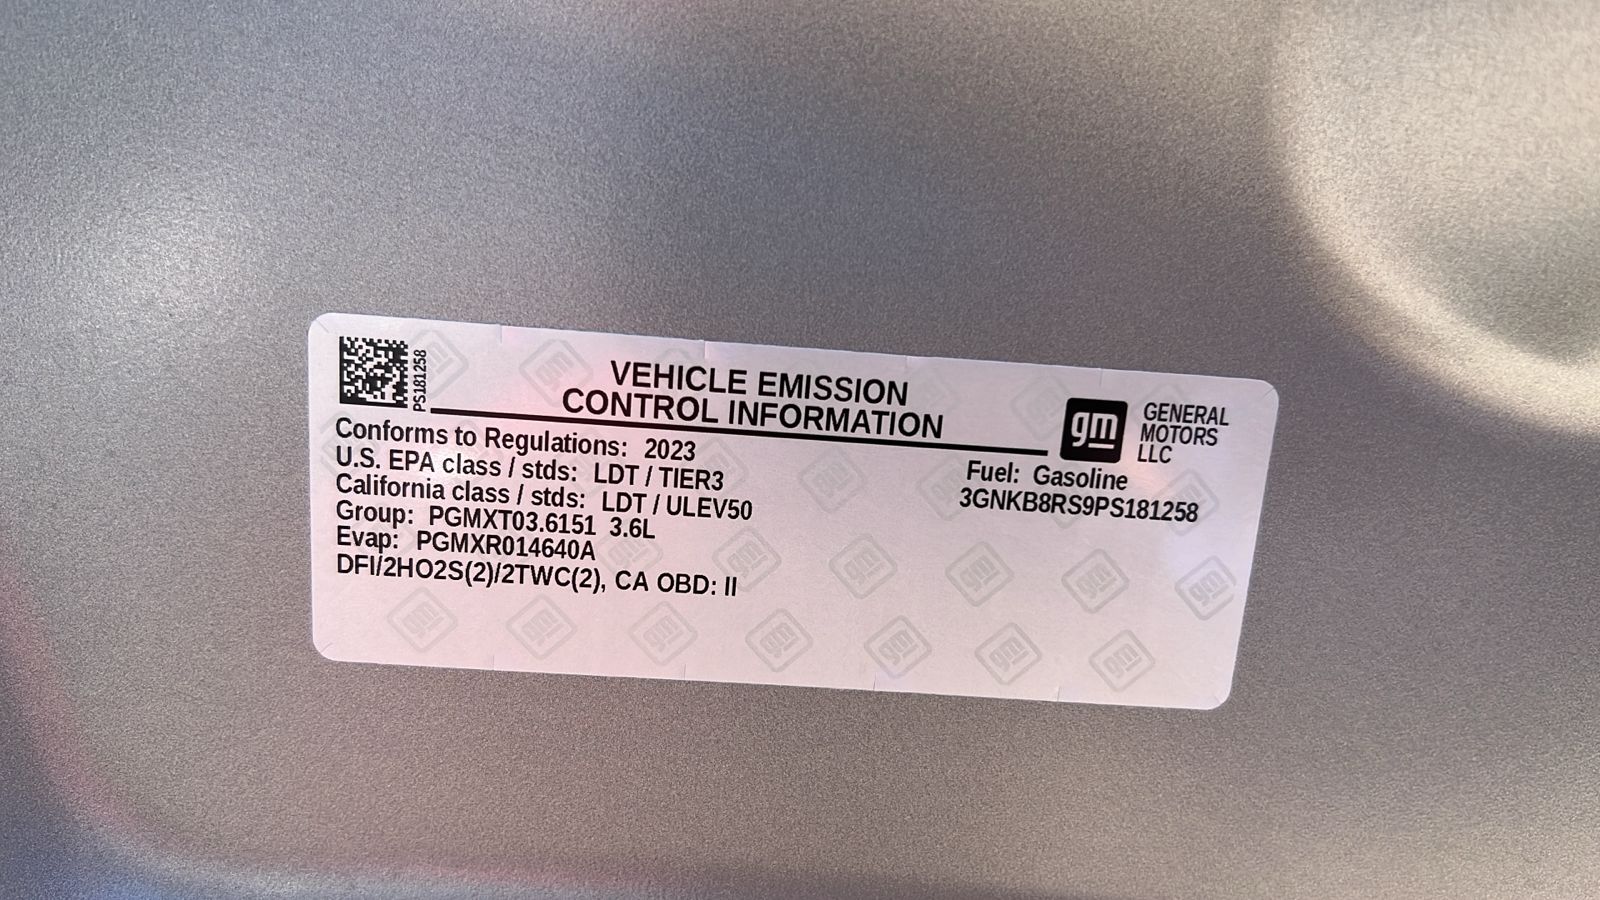 PS181258
VEHICLE EMISSION
CONTROL INFORMATION
gm
GENERAL
MOTORS
LLC
Conforms to Regulations: 2023
U.S. EPA class / stds: LDT / TIER3
California class / stds: LDT / ULEV50
Group: PGMXT03.6151 3.6L
Evap: PGMXR014640A
DFI/2HO2S(2)/2TWC(2), CA OBD: II
Fuel: Gasoline
3GNKB8RS9PS181258